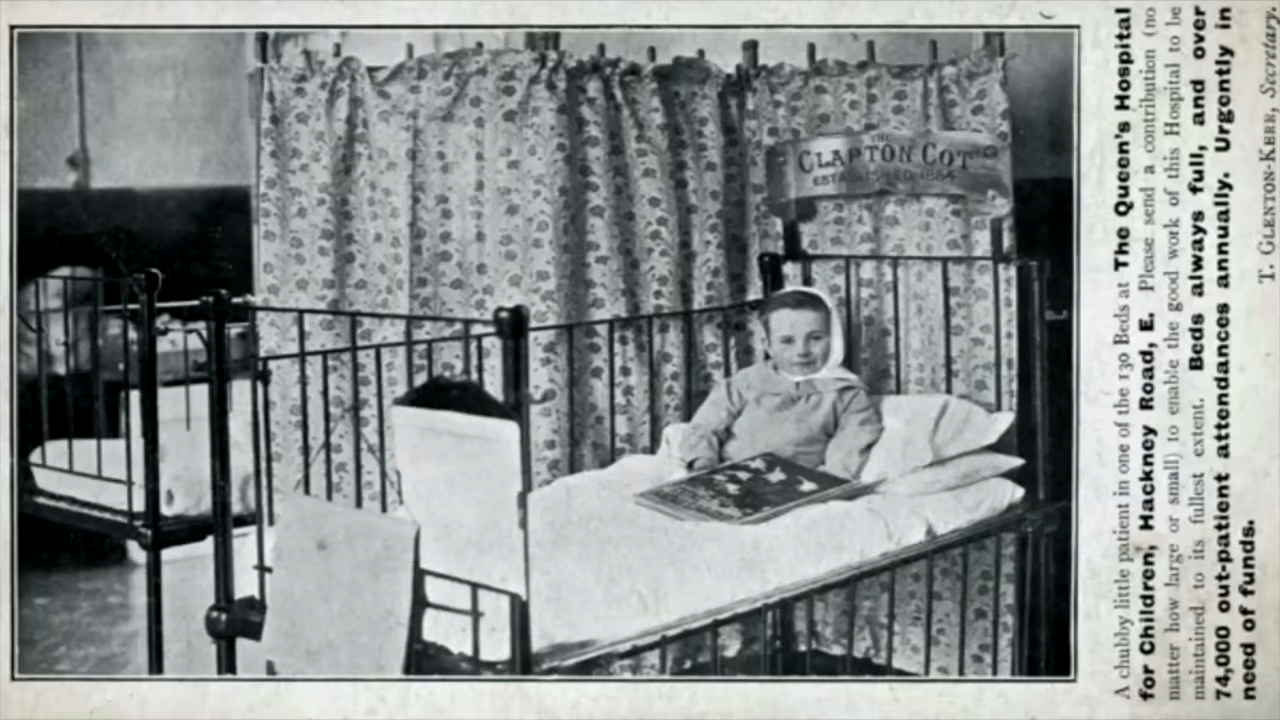 THE
CLAPTON COT
ESTABLISHED 1884
A chubby little patient in one of the 130 Beds at The Queen's Hospital
for Children, Hackney Road, E. Please send a contribution (no
matter how large or small) to enable the good work of this Hospital to be
maintained to its fullest extent. Beds always full, and over
74,000 out-patient attendances annually. Urgently in
need of funds.
T. GLENTON-KERR, Secretary.